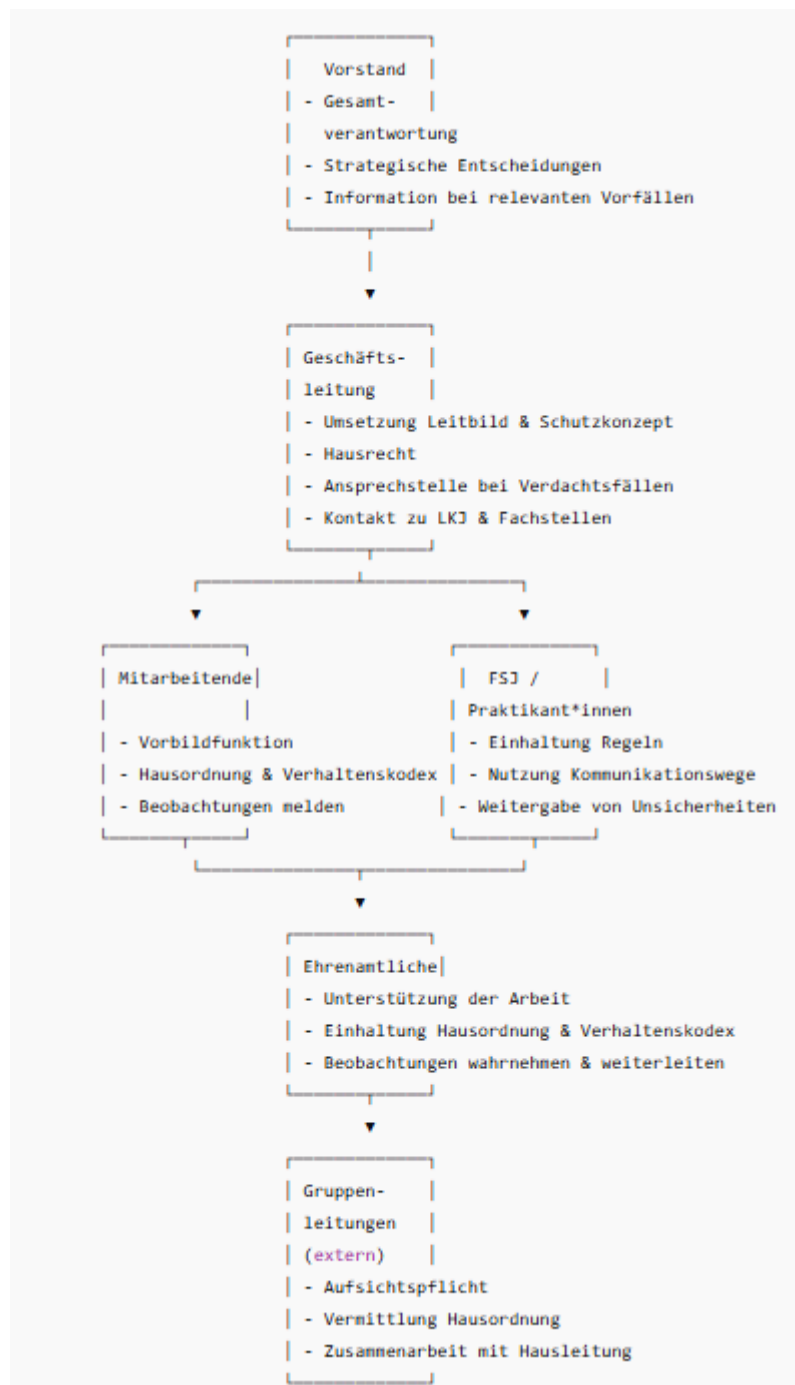 Vorstand
- Gesamt-
verantwortung
- Strategische Entscheidungen
- Information bei relevanten Vorfällen
Geschäfts-
leitung
- Umsetzung Leitbild & Schutzkonzept
- Hausrecht
- Ansprechstelle bei Verdachtsfällen
- Kontakt zu LKJ & Fachstellen
Mitarbeitende
- Vorbildfunktion
- Hausordnung & Verhaltenskodex
- Beobachtungen melden
FSJ /
Praktikant*innen
- Einhaltung Regeln
- Nutzung Kommunikationswege
- Weitergabe von Unsicherheiten
Ehrenamtliche
- Unterstützung der Arbeit
- Einhaltung Hausordnung & Verhaltenskodex
- Beobachtungen wahrnehmen & weiterleiten
Gruppen-
leitungen
(extern)
- Aufsichtspflicht
- Vermittlung Hausordnung
- Zusammenarbeit mit Hausleitung